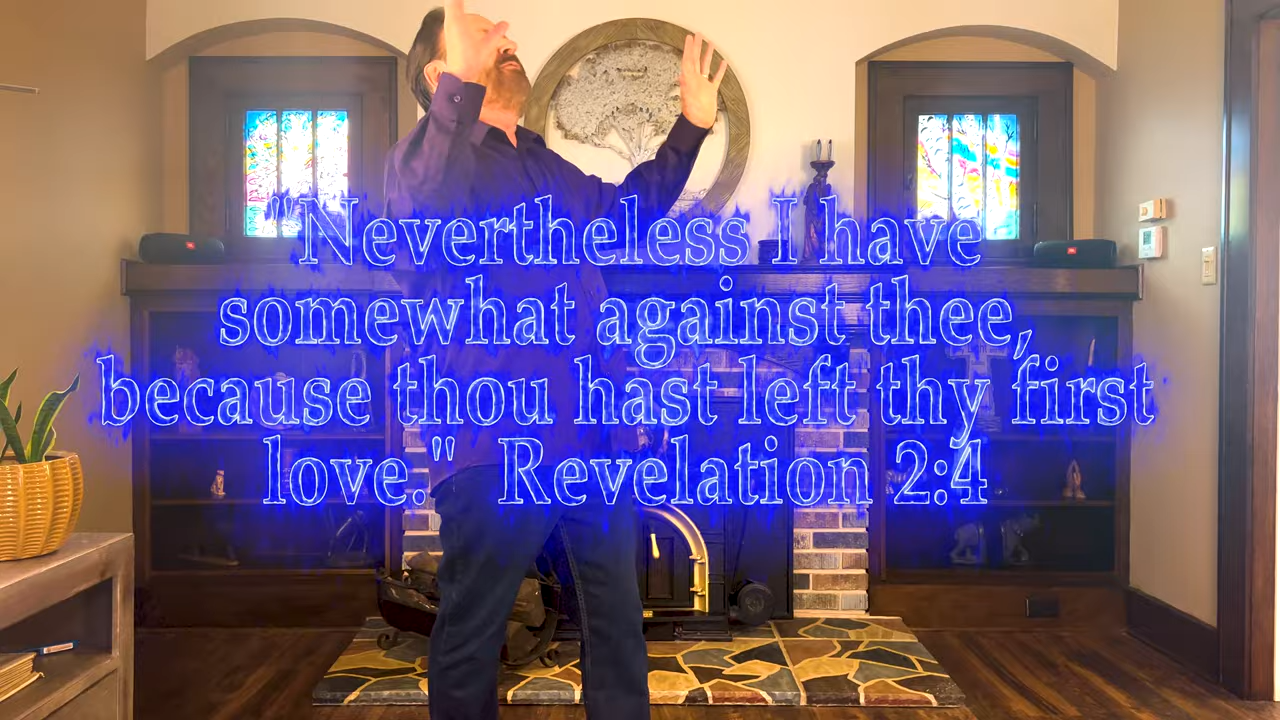 "Nevertheless I have
somewhat against thee,
because thou hast left thy first
love."  Revelation 2:4